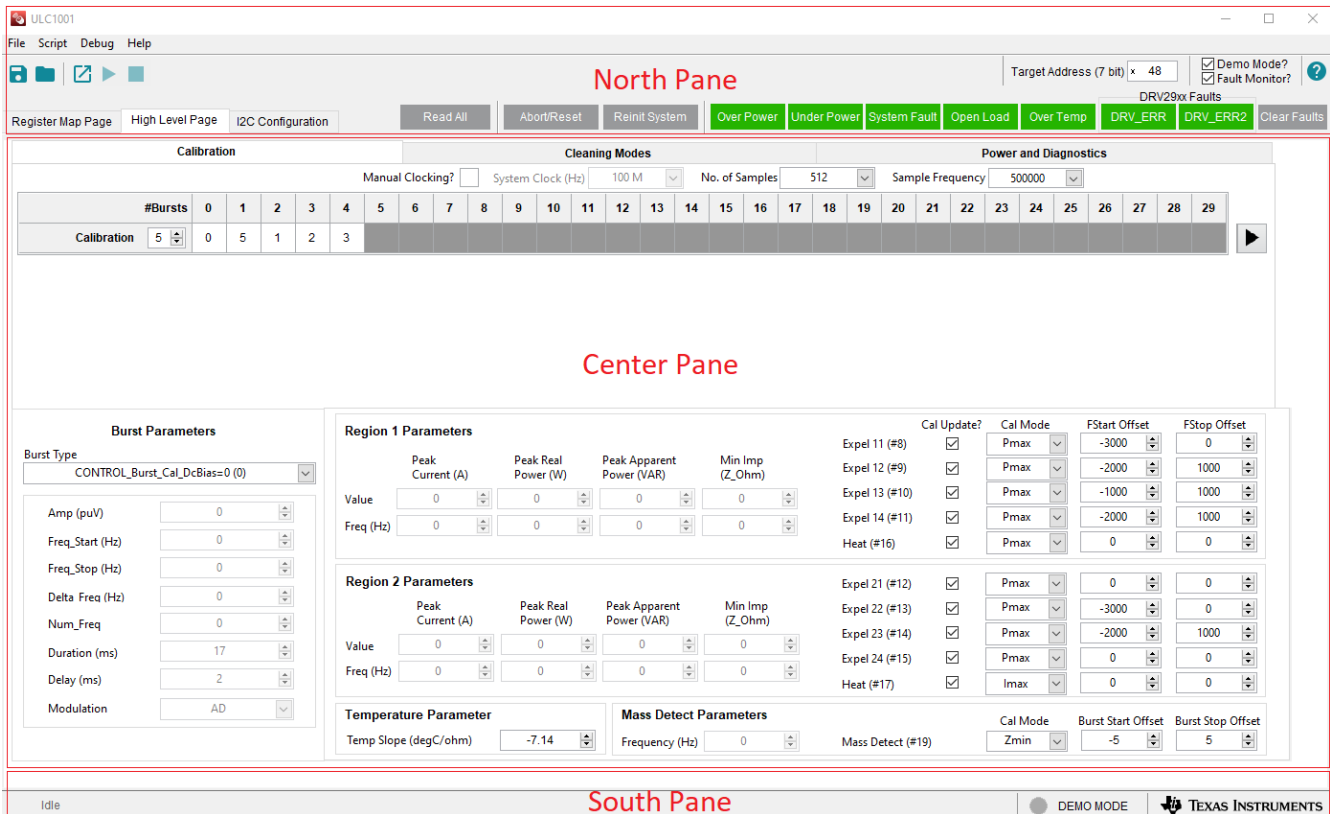 ULC1001
File Script Debug Help
North Pane
Target Address (7 bit) x 48
Demo Mode?
Fault Monitor?
?
DRV29xx Faults
Register Map Page High Level Page I2C Configuration Read All Abort/Reset Reinit System Over Power Under Power System Fault Open Load Over Temp DRV_ERR DRV_ERR2 Clear Faults
Calibration Cleaning Modes Power and Diagnostics
Manual Clocking? System Clock (Hz) 100 M No. of Samples 512 Sample Frequency 500000
#Bursts 0 1 2 3 4 5 6 7 8 9 10 11 12 13 14 15 16 17 18 19 20 21 22 23 24 25 26 27 28 29
Calibration 5 0 5 1 2 3
Center Pane
Burst Parameters
Burst Type
CONTROL_Burst_Cal_DcBias=0 (0)
Amp (puV) 0
Freq_Start (Hz) 0
Freq_Stop (Hz) 0
Delta Freq (Hz) 0
Num_Freq 0
Duration (ms) 17
Delay (ms) 2
Modulation AD
Region 1 Parameters
Peak Current (A) Peak Real Power (W) Peak Apparent Power (VAR) Min Imp (Z_Ohm)
Value 0 0 0 0
Freq (Hz) 0 0 0 0
Cal Update? Cal Mode FStart Offset FStop Offset
Expel 11 (#8) Pmax -3000 0
Expel 12 (#9) Pmax -2000 1000
Expel 13 (#10) Pmax -1000 1000
Expel 14 (#11) Pmax -2000 1000
Heat (#16) Pmax 0 0
Region 2 Parameters
Peak Current (A) Peak Real Power (W) Peak Apparent Power (VAR) Min Imp (Z_Ohm)
Value 0 0 0 0
Freq (Hz) 0 0 0 0
Expel 21 (#12) Pmax 0 0
Expel 22 (#13) Pmax -3000 0
Expel 23 (#14) Pmax -2000 1000
Expel 24 (#15) Pmax 0 0
Heat (#17) Imax 0 0
Temperature Parameter
Temp Slope (degC/ohm) -7.14
Mass Detect Parameters
Frequency (Hz) 0
Cal Mode Burst Start Offset Burst Stop Offset
Mass Detect (#19) Zmin -5 5
South Pane
Idle DEMO MODE TEXAS INSTRUMENTS